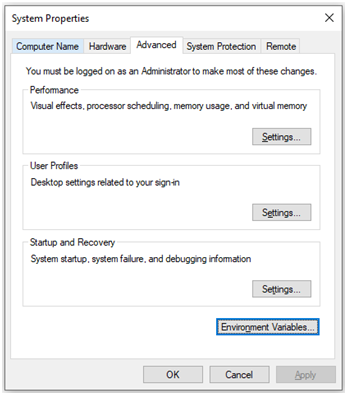 System Properties
Computer Name
Hardware
Advanced
System Protection
Remote
You must be logged on as an Administrator to make most of these changes.
Performance
Visual effects, processor scheduling, memory usage, and virtual memory
Settings...
User Profiles
Desktop settings related to your sign-in
Settings...
Startup and Recovery
System startup, system failure, and debugging information
Settings...
Environment Variables...
OK
Cancel
Apply